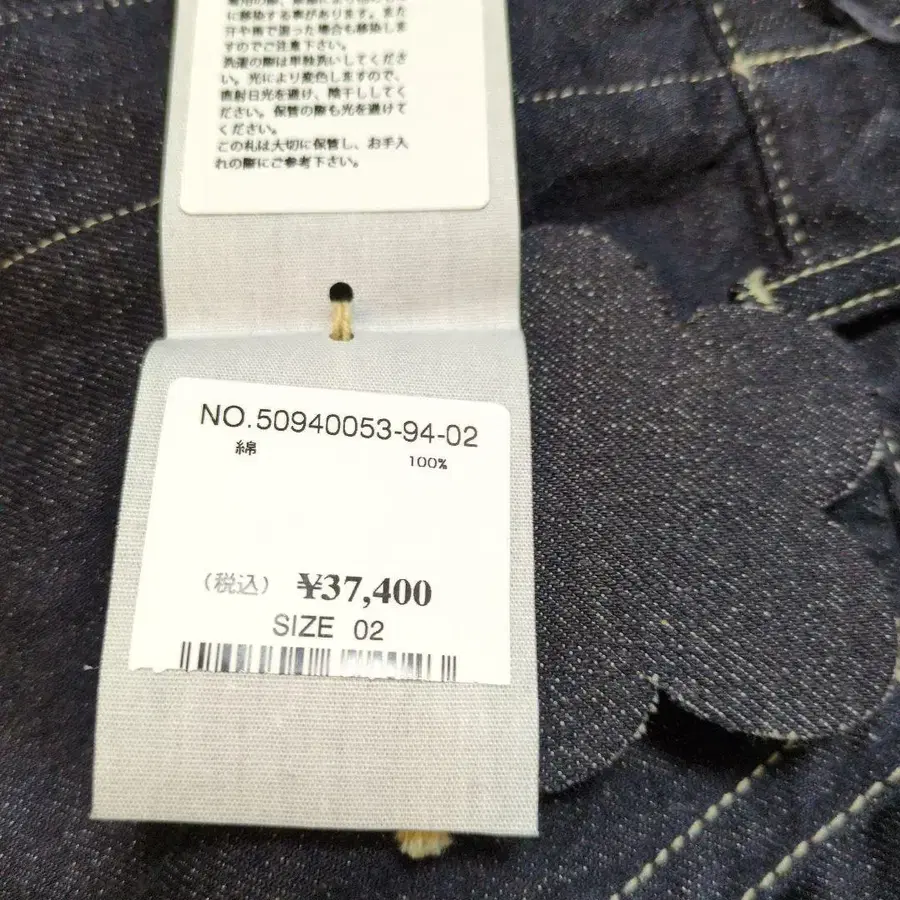 に移染する事があります。また
汗や雨で湿った場合も移染しま
すのでご注意下さい。
洗濯の際は単独洗いしてくださ
い。光により変色しますので、
直射日光を避け、陰干ししてく
ださい。保管の際も光を避けて
ください。
この札は大切に保管し、お手入
れの際にご参考下さい。
NO.50940053-94-02
綿 100%
(税込) ¥37,400
SIZE 02